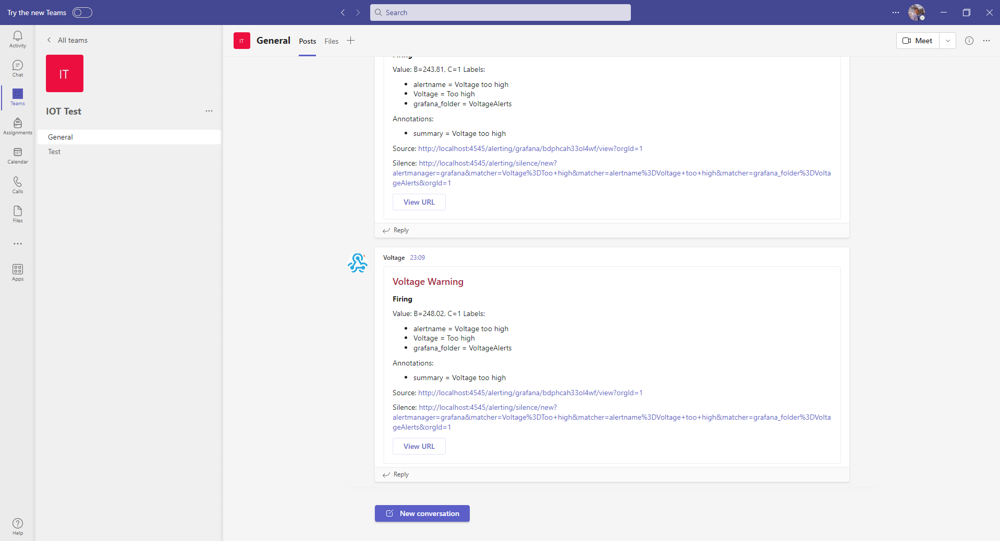 Try the new Teams
Search
Activity
Chat
Teams
Assignments
Calendar
Calls
Files
Apps
Help
All teams
IT
IOT Test
General
Test
IT
General
Posts
Files
Meet
Firing
Value: B=243.81, C=1 Labels:
alertname = Voltage too high
Voltage = Too high
grafana_folder = VoltageAlerts
Annotations:
summary = Voltage too high
Source: http://localhost:4545/alerting/grafana/bdphcah33ol4wf/view?orgId=1
Silence: http://localhost:4545/alerting/silence/new?
alertmanager=grafana&matcher=Voltage%3DToo+high&matcher=alertname%3DVoltage+too+high&matcher=grafana_folder%3DVolta
geAlerts&orgId=1
View URL
Reply
Voltage 23:09
Voltage Warning
Firing
Value: B=248.02, C=1 Labels:
alertname = Voltage too high
Voltage = Too high
grafana_folder = VoltageAlerts
Annotations:
summary = Voltage too high
Source: http://localhost:4545/alerting/grafana/bdphcah33ol4wf/view?orgId=1
Silence: http://localhost:4545/alerting/silence/new?
alertmanager=grafana&matcher=Voltage%3DToo+high&matcher=alertname%3DVoltage+too+high&matcher=grafana_folder%3DVolta
geAlerts&orgId=1
View URL
Reply
New conversation